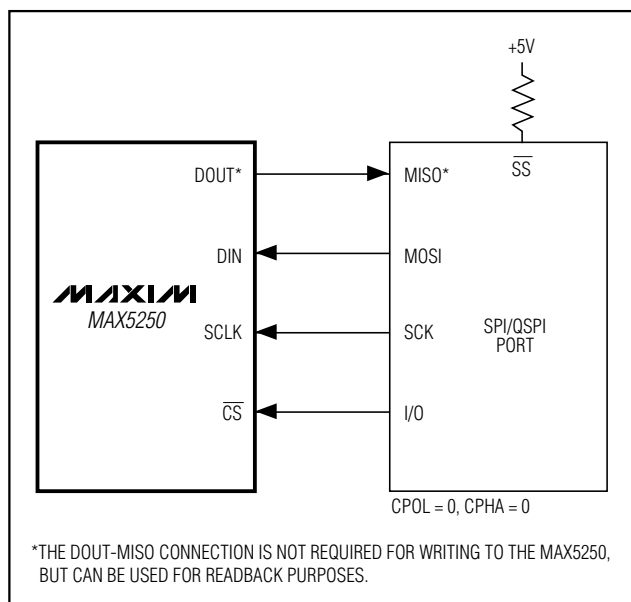 +5V
SS
DOUT*
MISO*
DIN
MOSI
MAXIM
MAX5250
SCLK
SCK
SPI/QSPI
PORT
CS
I/O
CPOL = 0, CPHA = 0
*THE DOUT-MISO CONNECTION IS NOT REQUIRED FOR WRITING TO THE MAX5250,
BUT CAN BE USED FOR READBACK PURPOSES.